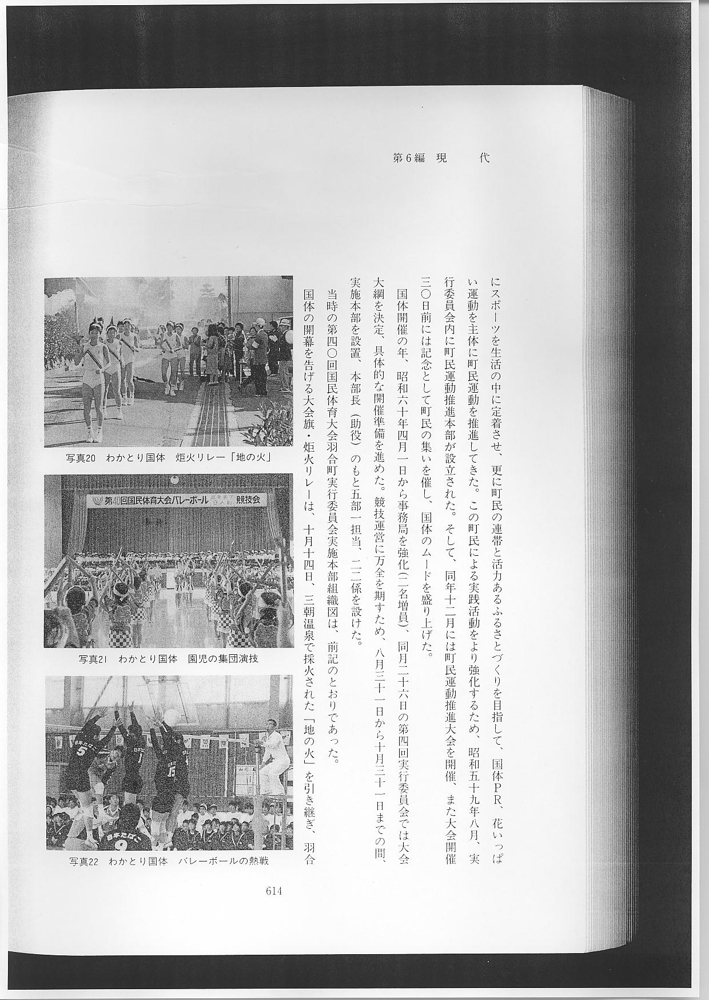 第6編 現 代
にスポーツを生活の中に定着させ、更に町民の連帯と活力あるふるさとづくりを目指して、国体PR、花いっぱ
い運動を主体に町民運動を推進してきた。この町民による実践活動をより強化するため、昭和五十九年八月、実
行委員会内に町民運動推進本部が設立された。そして、同年十二月には町民運動推進大会を開催、また大会開催
三〇日前には記念として町民の集いを催し、国体のムードを盛り上げた。
国体開催の年、昭和六十年四月一日から事務局を強化(二名増員)、同月二十六日の第四回実行委員会では大会
大綱を決定、具体的な開催準備を進めた。競技運営に万全を期すため、八月三十一日から十月三十一日までの間、
実施本部を設置、本部長(助役)のもと五部一担当、二二係を設けた。
当時の第四〇回国民体育大会羽合町実行委員会実施本部組織図は、前記のとおりであった。
国体の開幕を告げる大会旗・炬火リレーは、十月十四日、三朝温泉で採火された「地の火」を引き継ぎ、羽合
写真20 わかとり国体 炬火リレー「地の火」
第40回国民体育大会バレーボール 競技会
写真21 わかとり国体 園児の集団演技
日本たばこ
5
1
15
日本たばこ
9
写真22 わかとり国体 バレーボールの熱戦
614